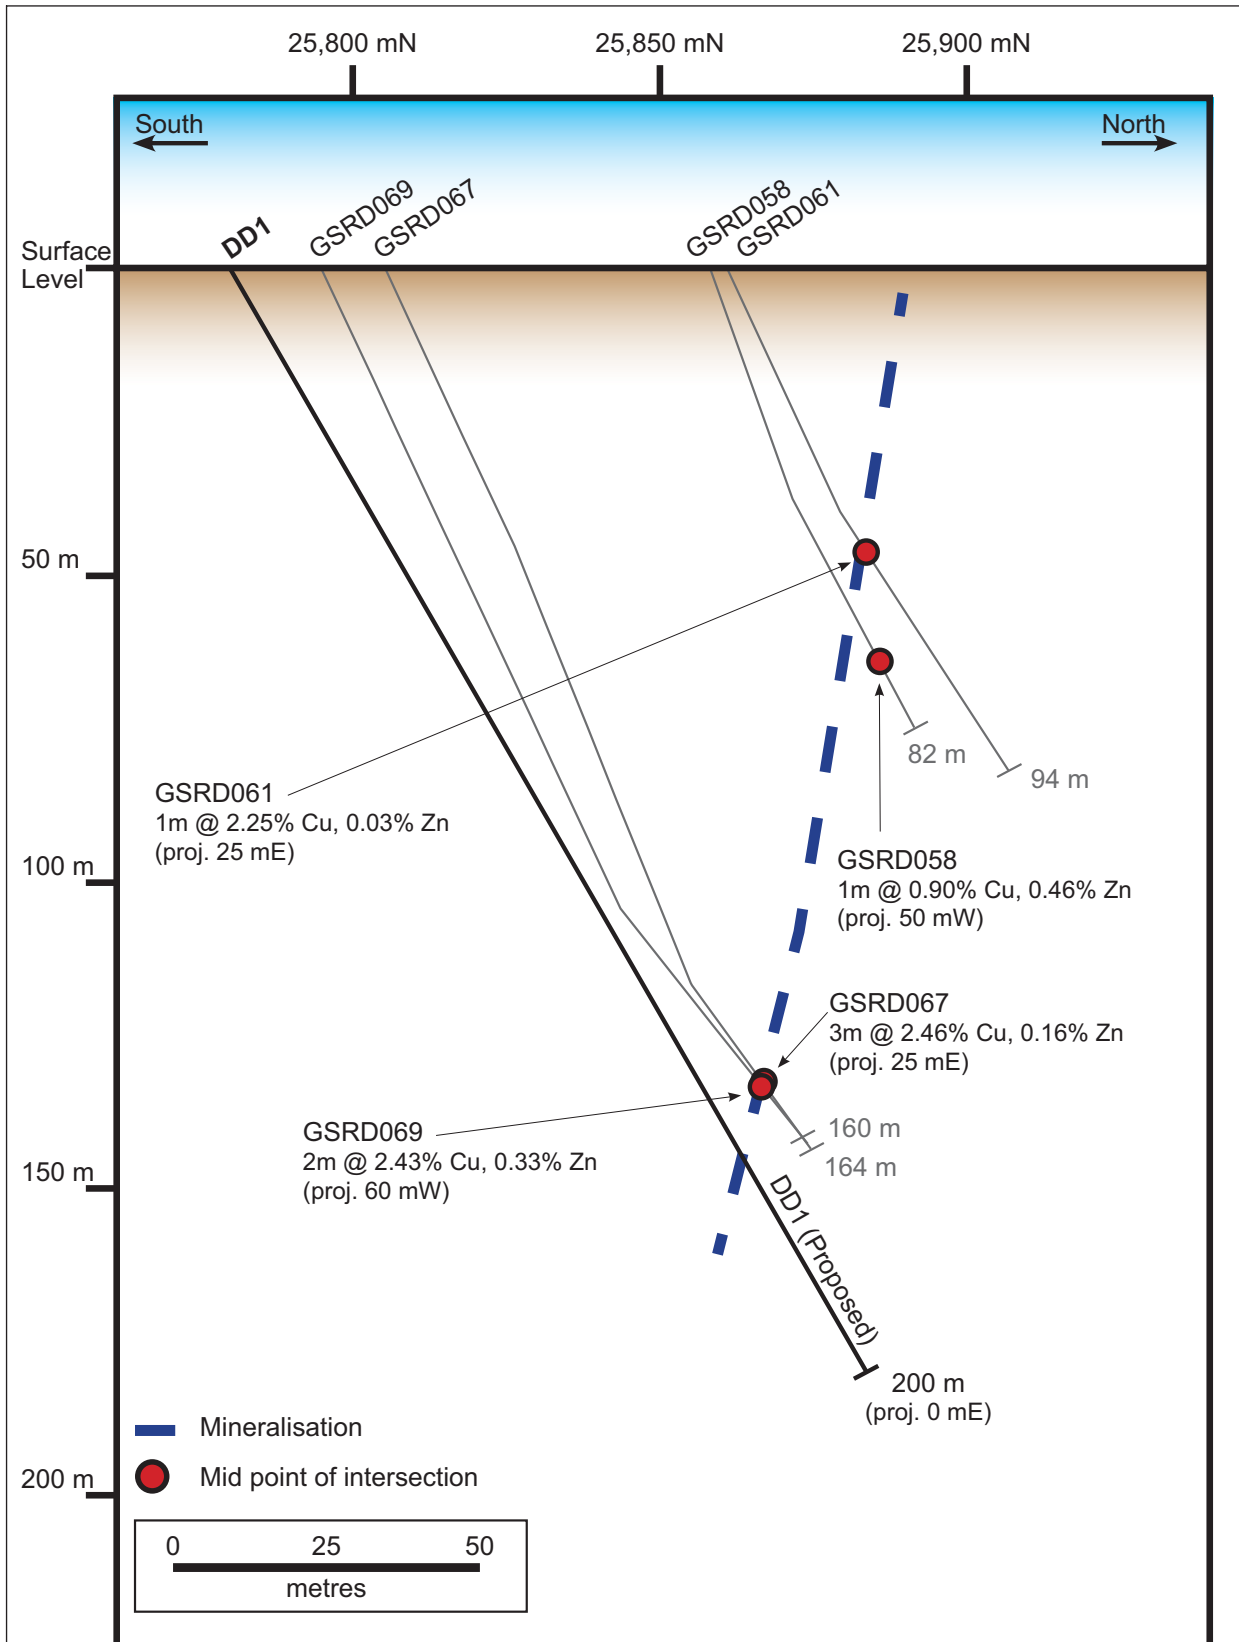 25,800 mN
25,850 mN
25,900 mN
South
North
DD1
GSRD069
GSRD067
GSRD058
GSRD061
Surface
Level
50 m
82 m
94 m
GSRD061
1m @ 2.25% Cu, 0.03% Zn
(proj. 25 mE)
100 m
GSRD058
1m @ 0.90% Cu, 0.46% Zn
(proj. 50 mW)
GSRD067
3m @ 2.46% Cu, 0.16% Zn
(proj. 25 mE)
GSRD069
2m @ 2.43% Cu, 0.33% Zn
(proj. 60 mW)
160 m
164 m
150 m
DD1 (Proposed)
200 m
(proj. 0 mE)
Mineralisation
Mid point of intersection
200 m
0 25 50
metres